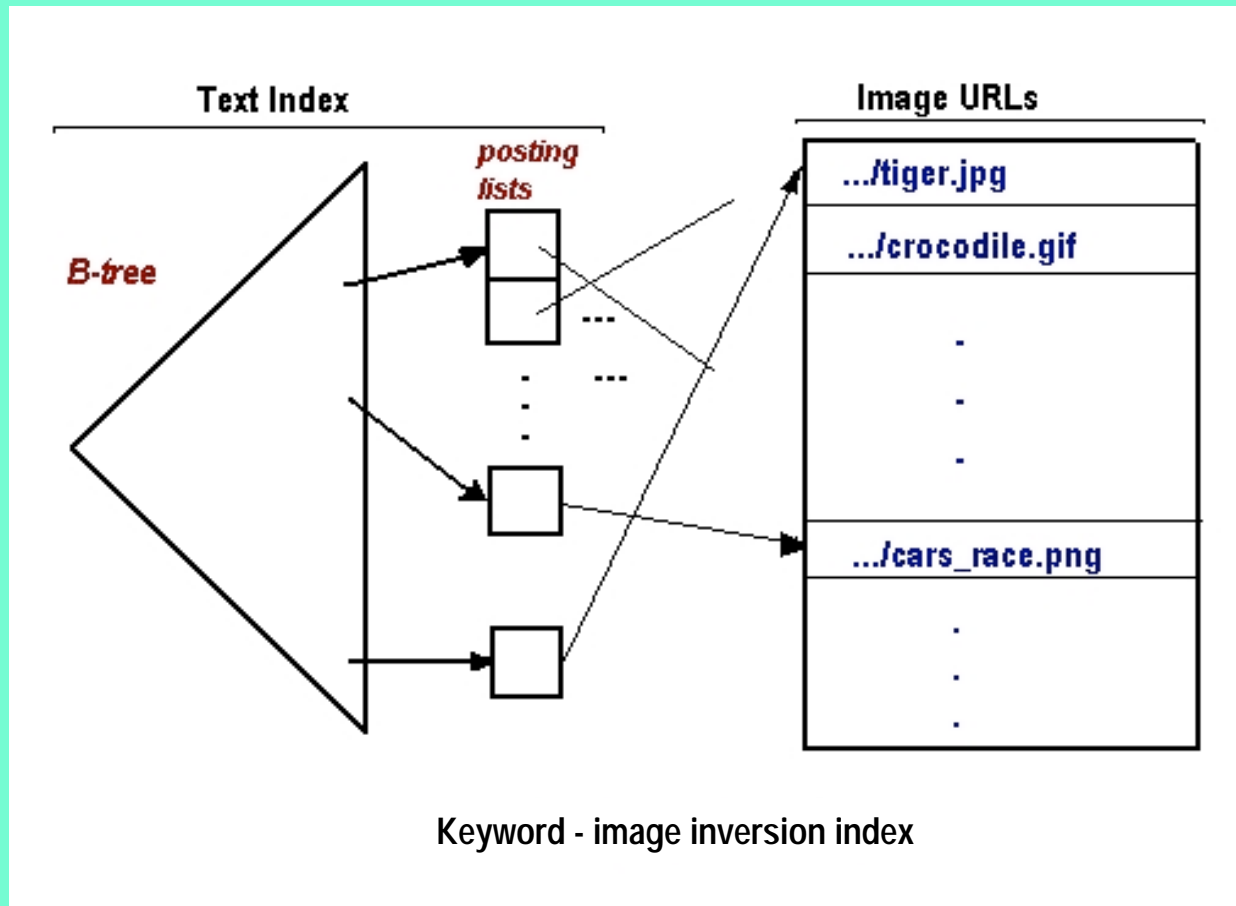 Text Index
Image URLs
posting
lists
B-tree
.../tiger.jpg
.../crocodile.gif
.../cars_race.png
Keyword - image inversion index